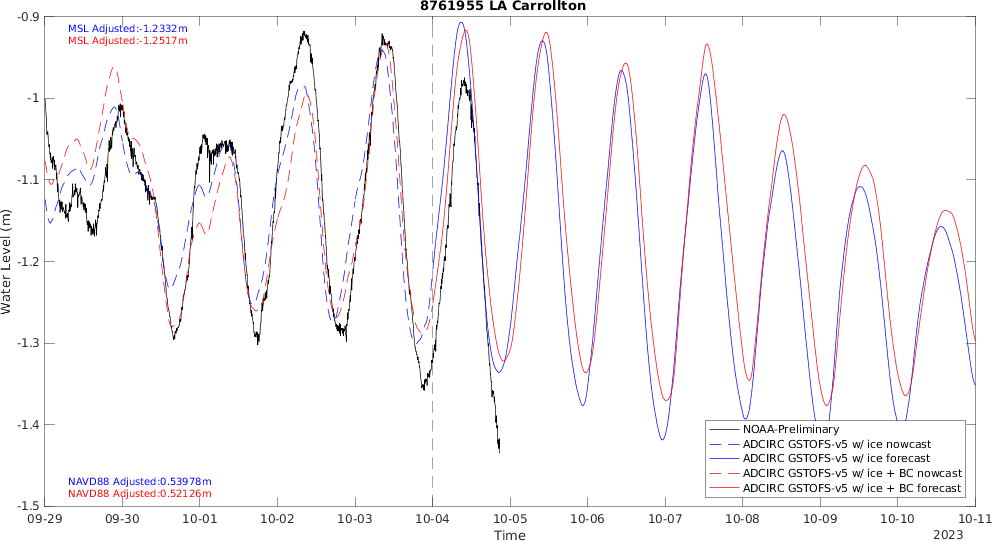 8761955 LA Carrollton
MSL Adjusted:-1.2332m
MSL Adjusted:-1.2517m
Water Level (m)
-0.9
-1
-1.1
-1.2
-1.3
-1.4
-1.5
NAVD88 Adjusted:0.53978m
NAVD88 Adjusted:0.52126m
NOAA-Preliminary
ADCIRC GSTOFS-v5 w/ ice nowcast
ADCIRC GSTOFS-v5 w/ ice forecast
ADCIRC GSTOFS-v5 w/ ice + BC nowcast
ADCIRC GSTOFS-v5 w/ ice + BC forecast
09-29 09-30 10-01 10-02 10-03 10-04 10-05 10-06 10-07 10-08 10-09 10-10 10-11
Time
2023